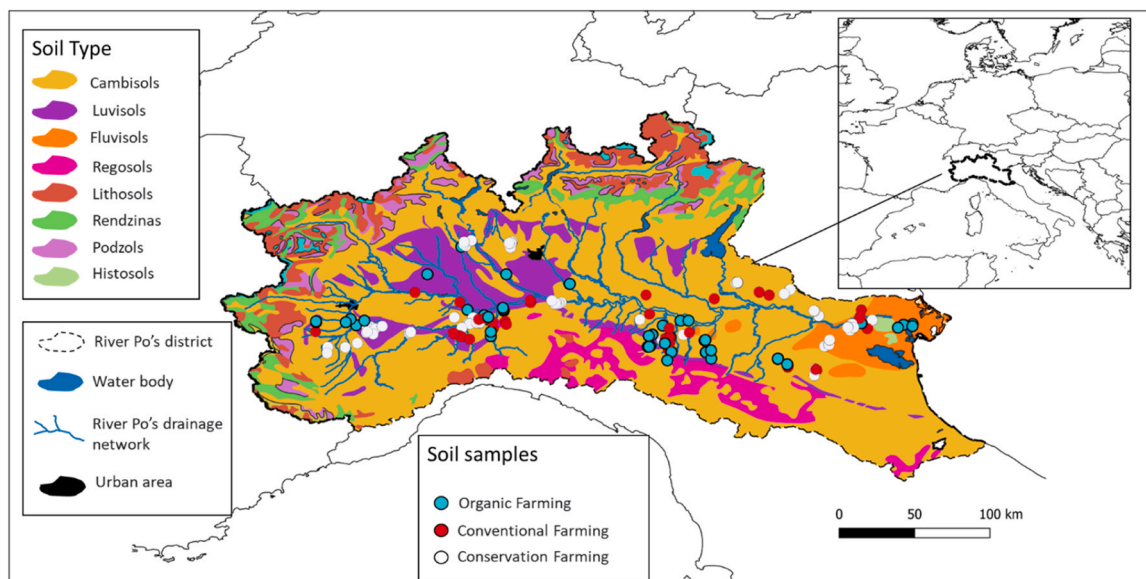 Soil Type
Cambisols
Luvisols
Fluvisols
Regosols
Lithosols
Rendzinas
Podzols
Histosols
River Po's district
Water body
River Po's drainage
network
Urban area
Soil samples
Organic Farming
Conventional Farming
Conservation Farming
0 50 100 km